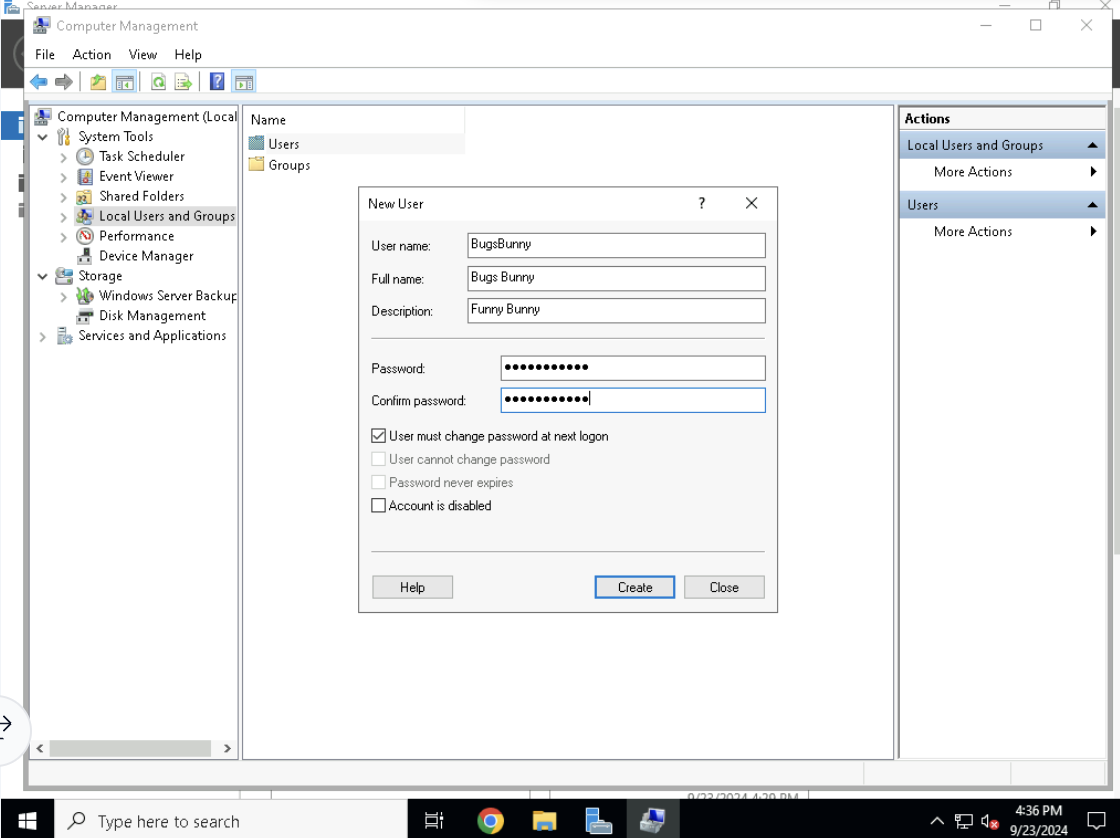 Server Manager
Computer Management
File Action View Help
Computer Management (Local
System Tools
Task Scheduler
Event Viewer
Shared Folders
Local Users and Groups
Performance
Device Manager
Storage
Windows Server Backup
Disk Management
Services and Applications
Name
Users
Groups
New User
?
User name: BugsBunny
Full name: Bugs Bunny
Description: Funny Bunny
Password: ●●●●●●●●●●●
Confirm password: ●●●●●●●●●●●
User must change password at next logon
User cannot change password
Password never expires
Account is disabled
Help Create Close
Actions
Local Users and Groups
More Actions
Users
More Actions
9/23/2024 4:29 PM
Type here to search
4:36 PM
9/23/2024